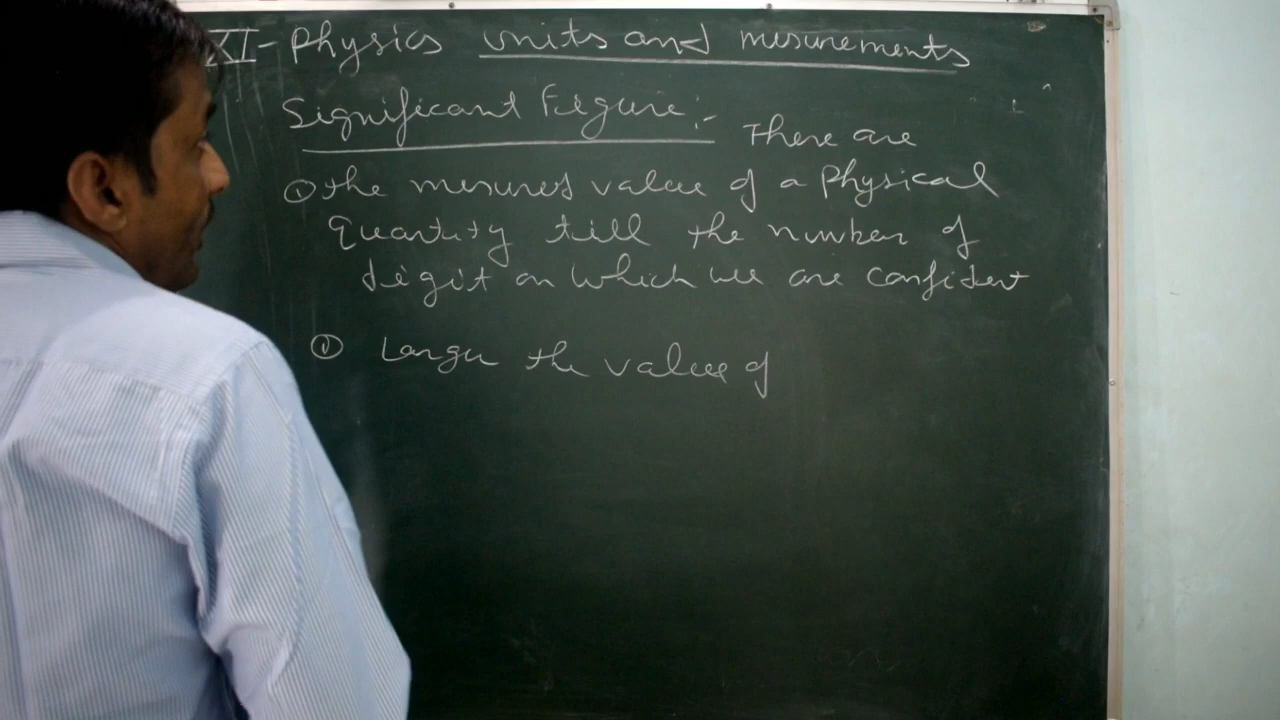 XI - Physics units and mesurements
Significant Figure :-
There are
① the mesured value of a Physical
Quantity till the number of
digit on which we are confident
① Larger the value of